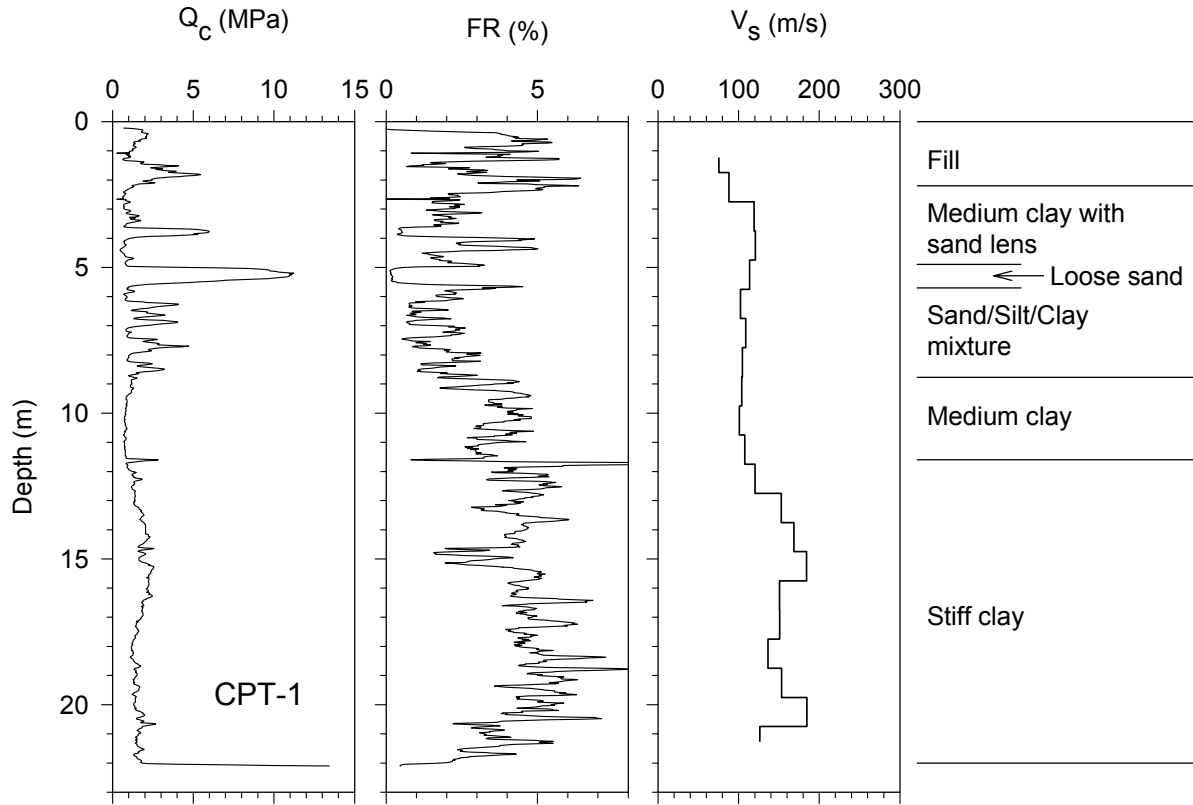 Qc (MPa) FR (%) Vs (m/s)
0 5 10 15 0 5 0 100 200 300
0
Fill
Medium clay with
sand lens
5
Loose sand
Sand/Silt/Clay
mixture
10
Medium clay
Depth (m)
15
Stiff clay
CPT-1
20